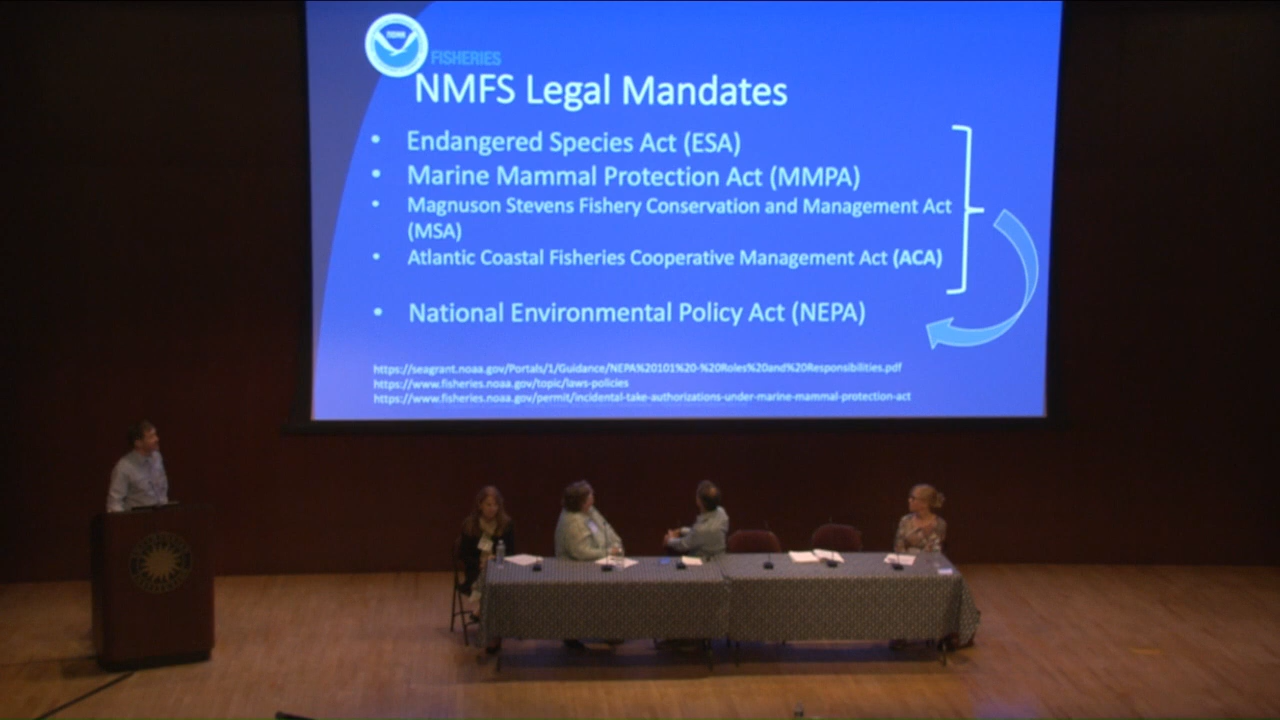 NOAA
FISHERIES
NMFS Legal Mandates
• Endangered Species Act (ESA)
• Marine Mammal Protection Act (MMPA)
• Magnuson Stevens Fishery Conservation and Management Act
(MSA)
• Atlantic Coastal Fisheries Cooperative Management Act (ACA)
• National Environmental Policy Act (NEPA)
https://seagrant.noaa.gov/Portals/1/Guidance/NEPA%20101%20-%20Roles%20and%20Responsibilities.pdf
https://www.fisheries.noaa.gov/topic/laws-policies
https://www.fisheries.noaa.gov/permit/incidental-take-authorizations-under-marine-mammal-protection-act